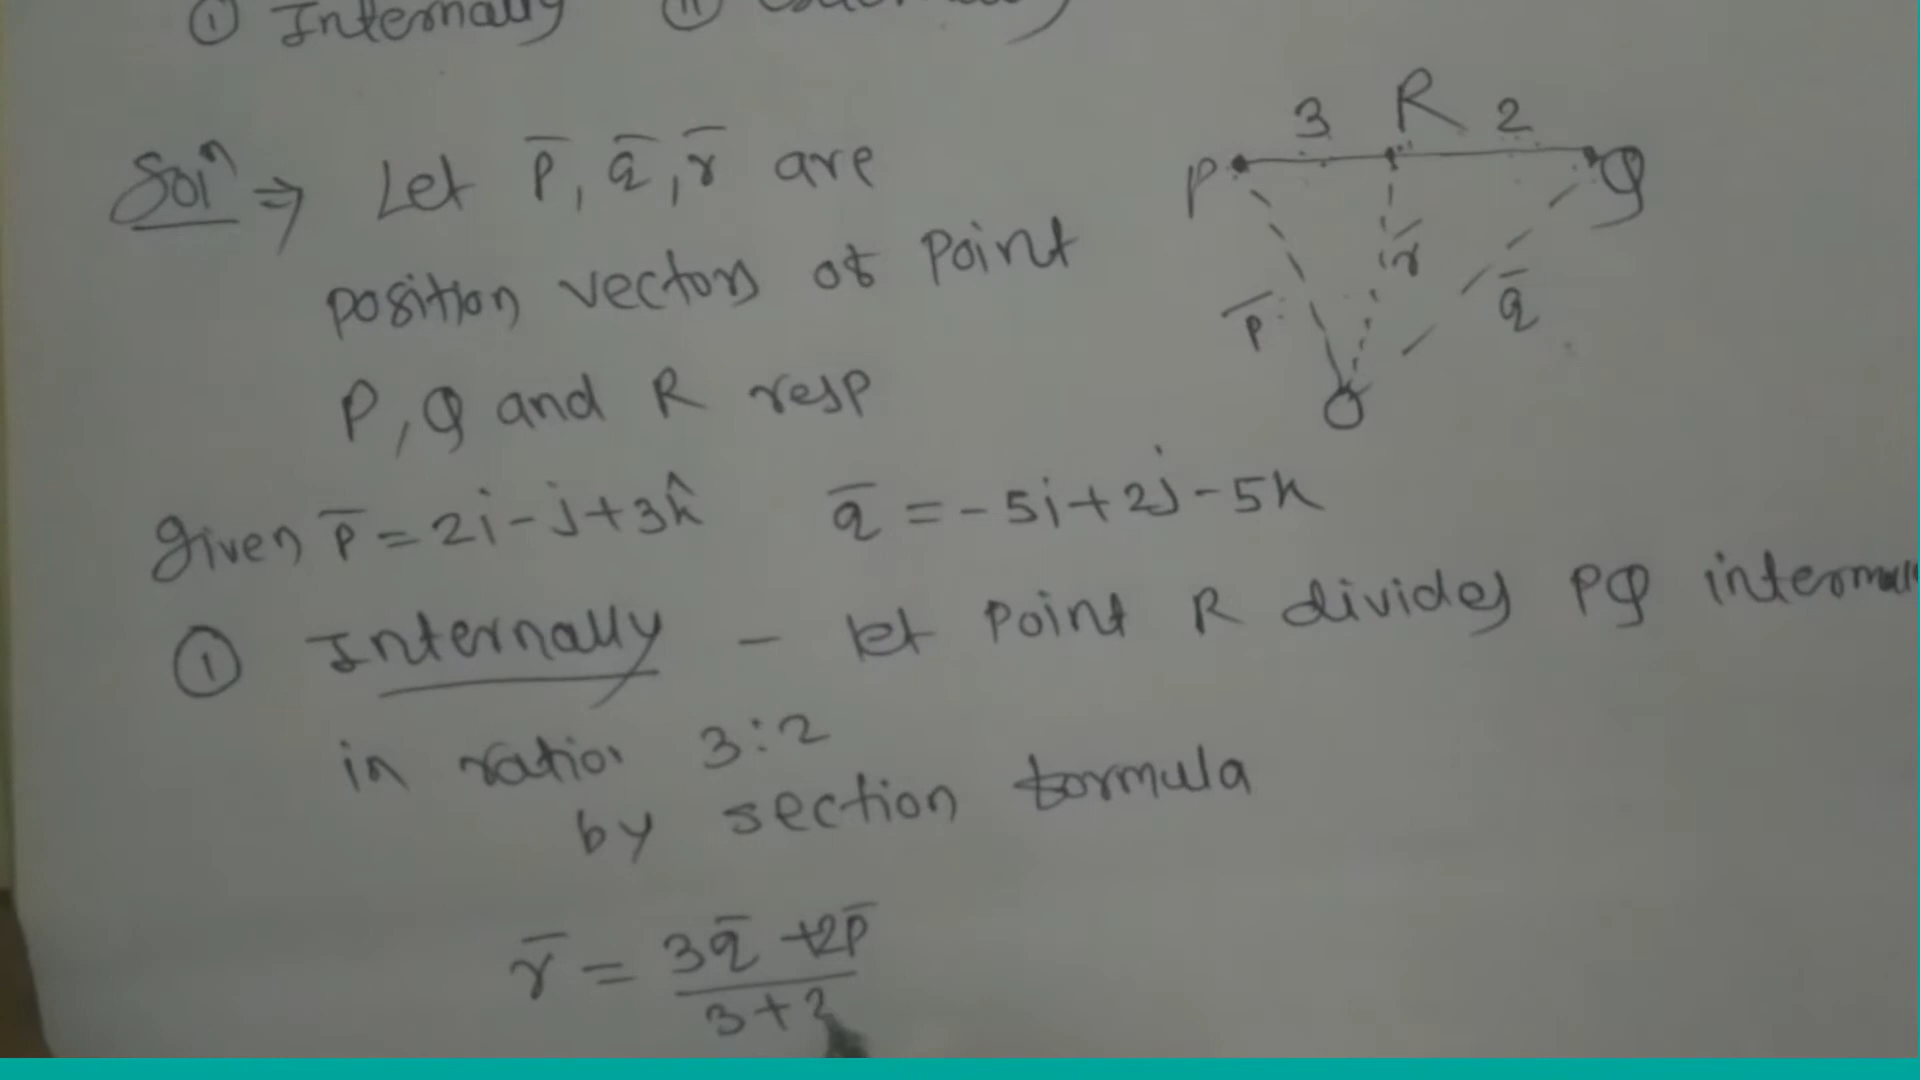 ① Internally ⑪
Solⁿ ⇒ Let p̅, q̅, r̅ are
position vectors of point
P, Q and R resp
P 3 R 2 Q
p̅ r̅ q̅
O
Given p̅ = 2i - j + 3k̂ q̅ = -5i + 2j - 5k
① Internally - let point R divides PQ
in ratio 3:2
by section formula
r̅ = 3q̅ + 2p̅
3+2